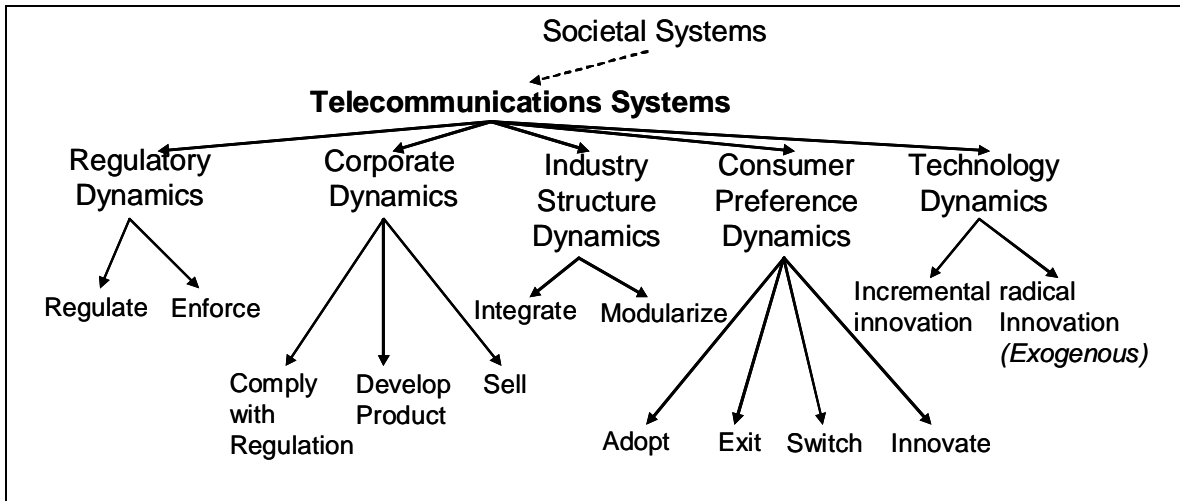 Societal Systems
Telecommunications Systems
Regulatory
Dynamics
Corporate
Dynamics
Industry
Structure
Dynamics
Consumer
Preference
Dynamics
Technology
Dynamics
Regulate
Enforce
Comply
with
Regulation
Develop
Product
Sell
Integrate
Modularize
Adopt
Exit
Switch
Innovate
Incremental
innovation
radical
Innovation
(Exogenous)